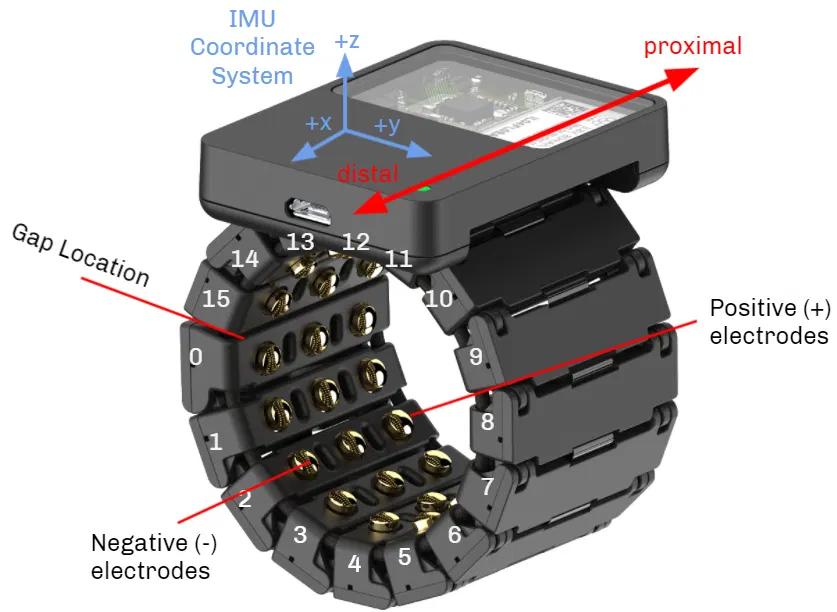 IMU
Coordinate
System
+z
proximal
+x
+y
distal
Gap Location
13
12
11
14
15
10
Positive (+)
electrodes
0
9
1
8
2
7
3
6
4
5
Negative (-)
electrodes